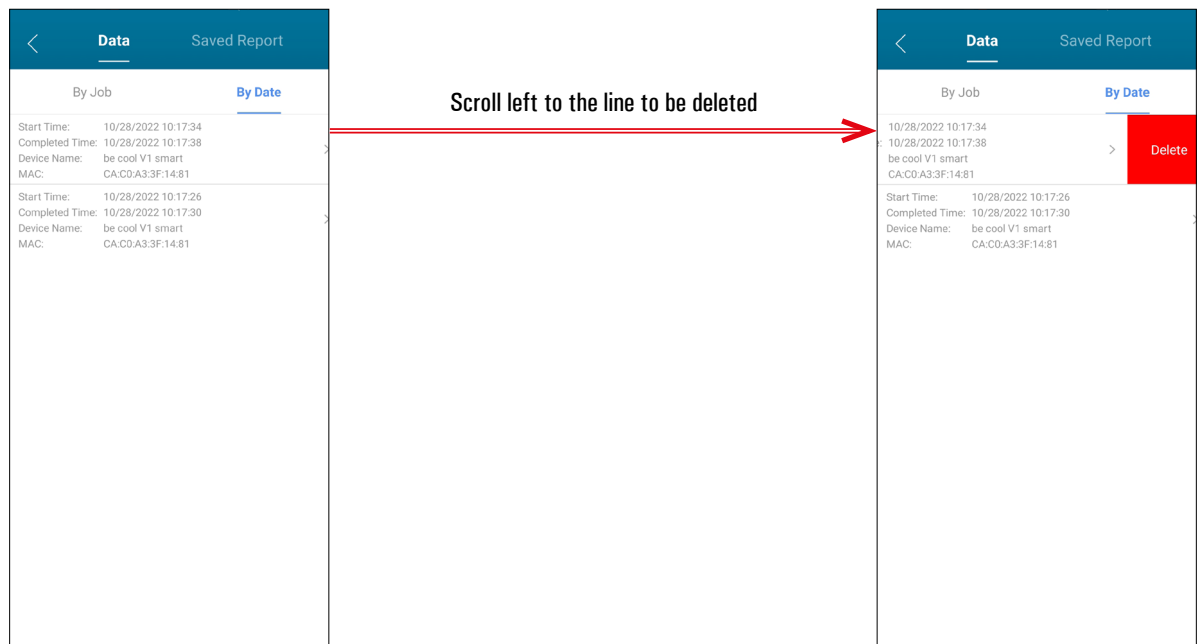 Data Saved Report
By Job By Date
Start Time: 10/28/2022 10:17:34
Completed Time: 10/28/2022 10:17:38
Device Name: be cool V1 smart
MAC: CA:C0:A3:3F:14:81
Start Time: 10/28/2022 10:17:26
Completed Time: 10/28/2022 10:17:30
Device Name: be cool V1 smart
MAC: CA:C0:A3:3F:14:81
Scroll left to the line to be deleted
Data Saved Report
By Job By Date
10/28/2022 10:17:34
: 10/28/2022 10:17:38
be cool V1 smart
CA:C0:A3:3F:14:81
Delete
Start Time: 10/28/2022 10:17:26
Completed Time: 10/28/2022 10:17:30
Device Name: be cool V1 smart
MAC: CA:C0:A3:3F:14:81